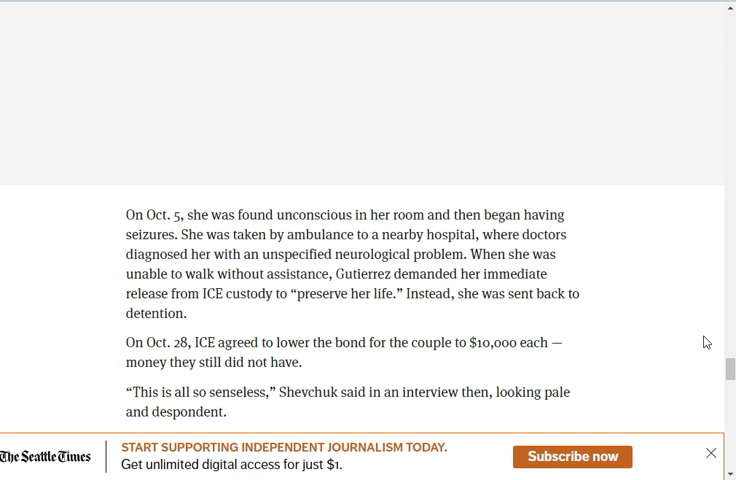 On Oct. 5, she was found unconscious in her room and then began having
seizures. She was taken by ambulance to a nearby hospital, where doctors
diagnosed her with an unspecified neurological problem. When she was
unable to walk without assistance, Gutierrez demanded her immediate
release from ICE custody to “preserve her life.” Instead, she was sent back to
detention.
On Oct. 28, ICE agreed to lower the bond for the couple to $10,000 each —
money they still did not have.
“This is all so senseless,” Shevchuk said in an interview then, looking pale
and despondent.
The Seattle Times
START SUPPORTING INDEPENDENT JOURNALISM TODAY.
Get unlimited digital access for just $1.
Subscribe now